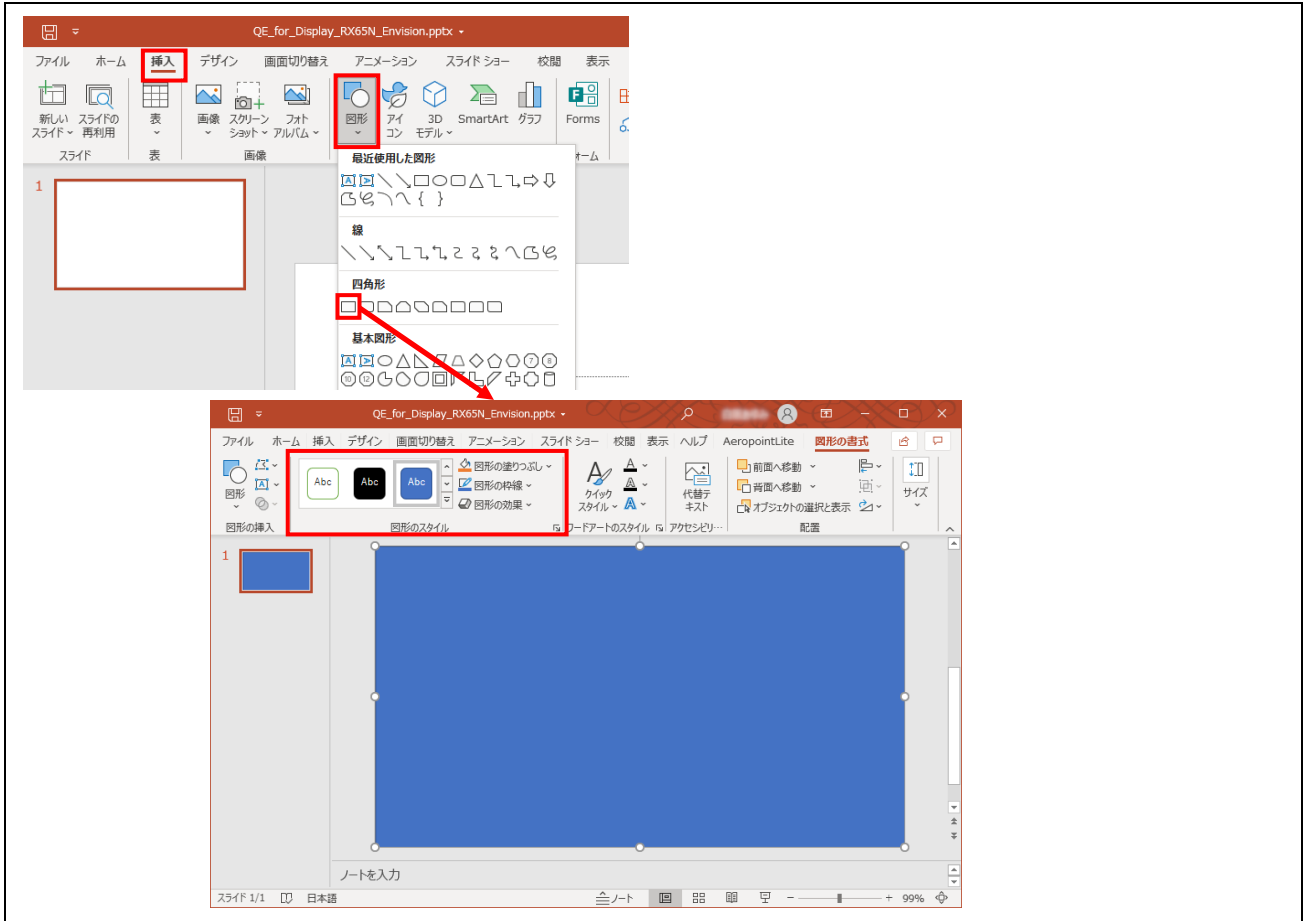 QE_for_Display_RX65N_Envision.pptx
ファイル ホーム 挿入 デザイン 画面切り替え アニメーション スライド ショー 校閲 表示
新しい スライド スライドの 再利用 表 画像 スクリーン ショット フォト アルバム 図形 アイ コン 3D モデル SmartArt グラフ Forms
スライド 表 画像 ォーム
最近使用した図形
線
四角形
基本図形
1
QE_for_Display_RX65N_Envision.pptx
ファイル ホーム 挿入 デザイン 画面切り替え アニメーション スライド ショー 校閲 表示 ヘルプ AeropointLite 図形の書式
図形 Abc Abc Abc 図形の塗りつぶし 図形の枠線 図形の効果 クイック スタイル 代替テ キスト 前面へ移動 背面へ移動 オブジェクトの選択と表示 サイズ
図形の挿入 図形のスタイル ワードアートのスタイル アクセシビリ… 配置
1
ノートを入力
スライド 1/1 日本語 ノート 99%